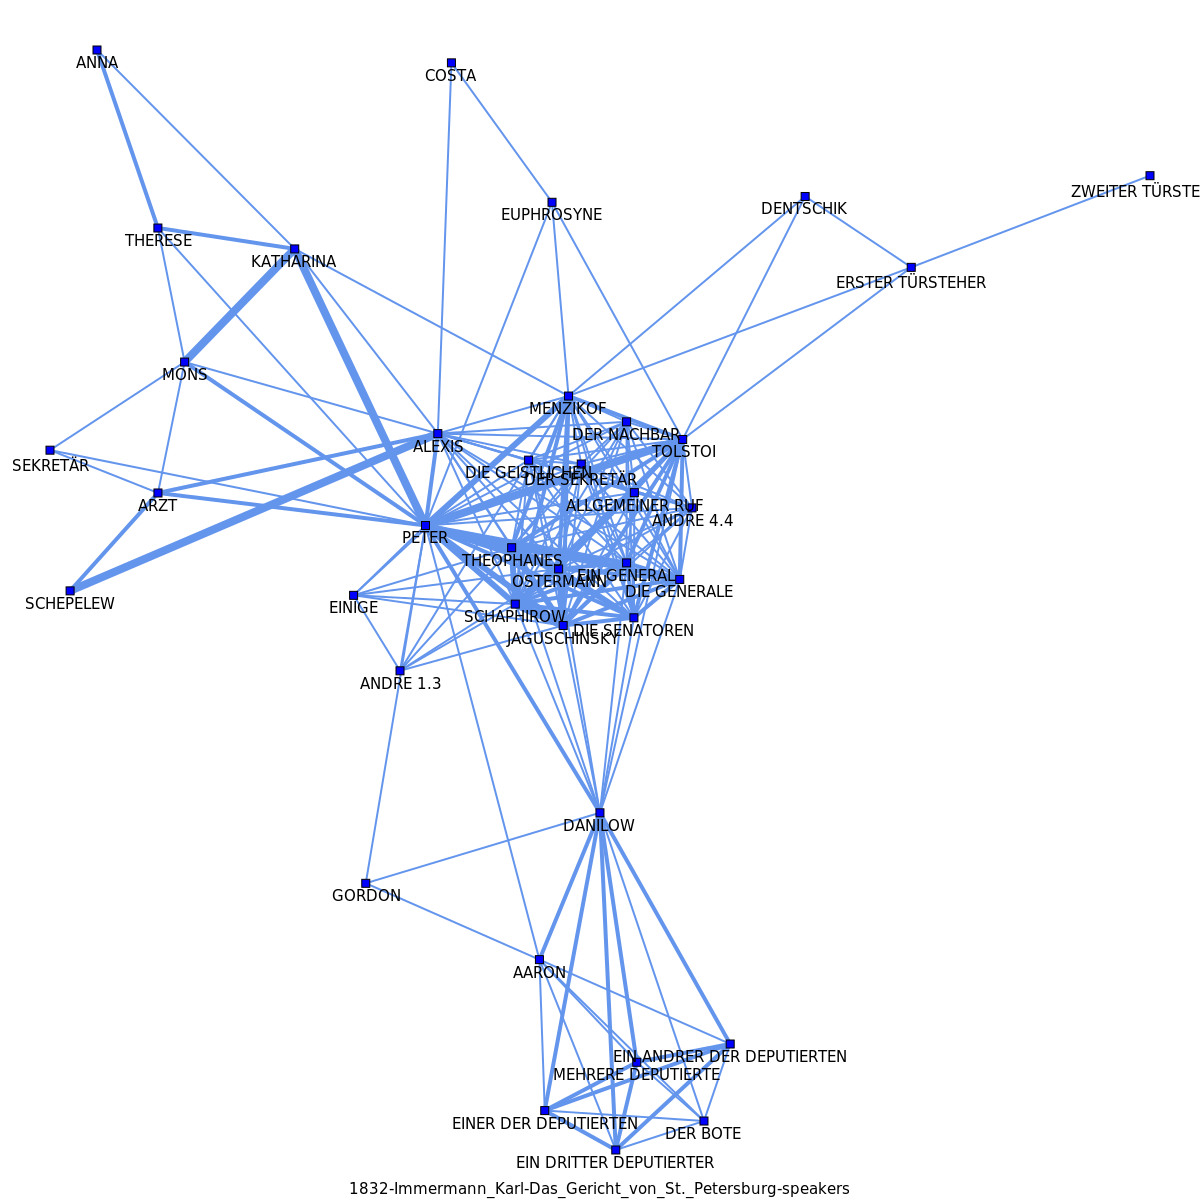 ANNA
COSTA
ZWEITER TÜRSTE
EUPHROSYNE
DENTSCHIK
THERESE
KATHARINA
ERSTER TÜRSTEHER
MONS
MENZIKOF
DER NACHBAR
ALEXIS
TOLSTOI
SEKRETÄR
DIE GEISTLICHEN
DER SEKRETÄR
ARZT
ALLGEMEINER RUF
ANDRE 4.4
PETER
THEOPHANES
EIN GENERAL
OSTERMANN
DIE GENERALE
SCHEPELEW
EINIGE
SCHAPHIROW
DIE SENATOREN
JAGUSCHINSKY
ANDRE 1.3
DANILOW
GORDON
AARON
EIN ANDRER DER DEPUTIERTEN
MEHRERE DEPUTIERTE
EINER DER DEPUTIERTEN
DER BOTE
EIN DRITTER DEPUTIERTER
1832-Immermann_Karl-Das_Gericht_von_St._Petersburg-speakers